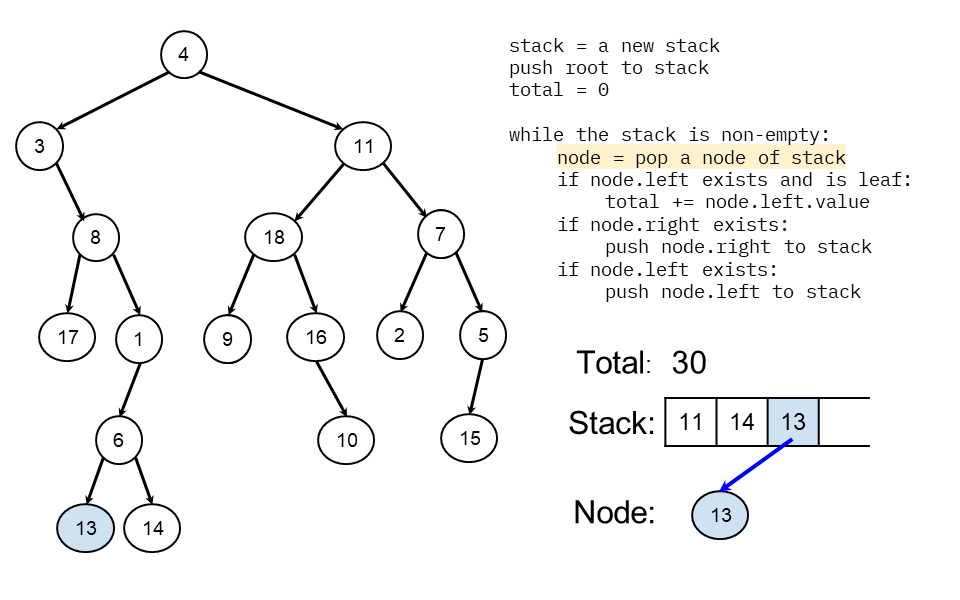 4
3
11
8
18
7
17
1
9
16
2
5
6
10
15
13
14
stack = a new stack
push root to stack
total = 0
while the stack is non-empty:
node = pop a node of stack
if node.left exists and is leaf:
total += node.left.value
if node.right exists:
push node.right to stack
if node.left exists:
push node.left to stack
Total: 30
Stack: 11 14 13
Node: 13